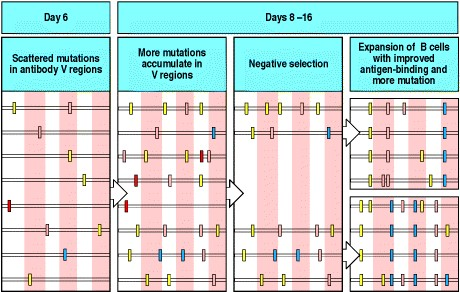 Day 6
Days 8 –16
Scattered mutations
in antibody V regions
More mutations
accumulate in
V regions
Negative selection
Expansion of B cells
with improved
antigen-binding and
more mutation